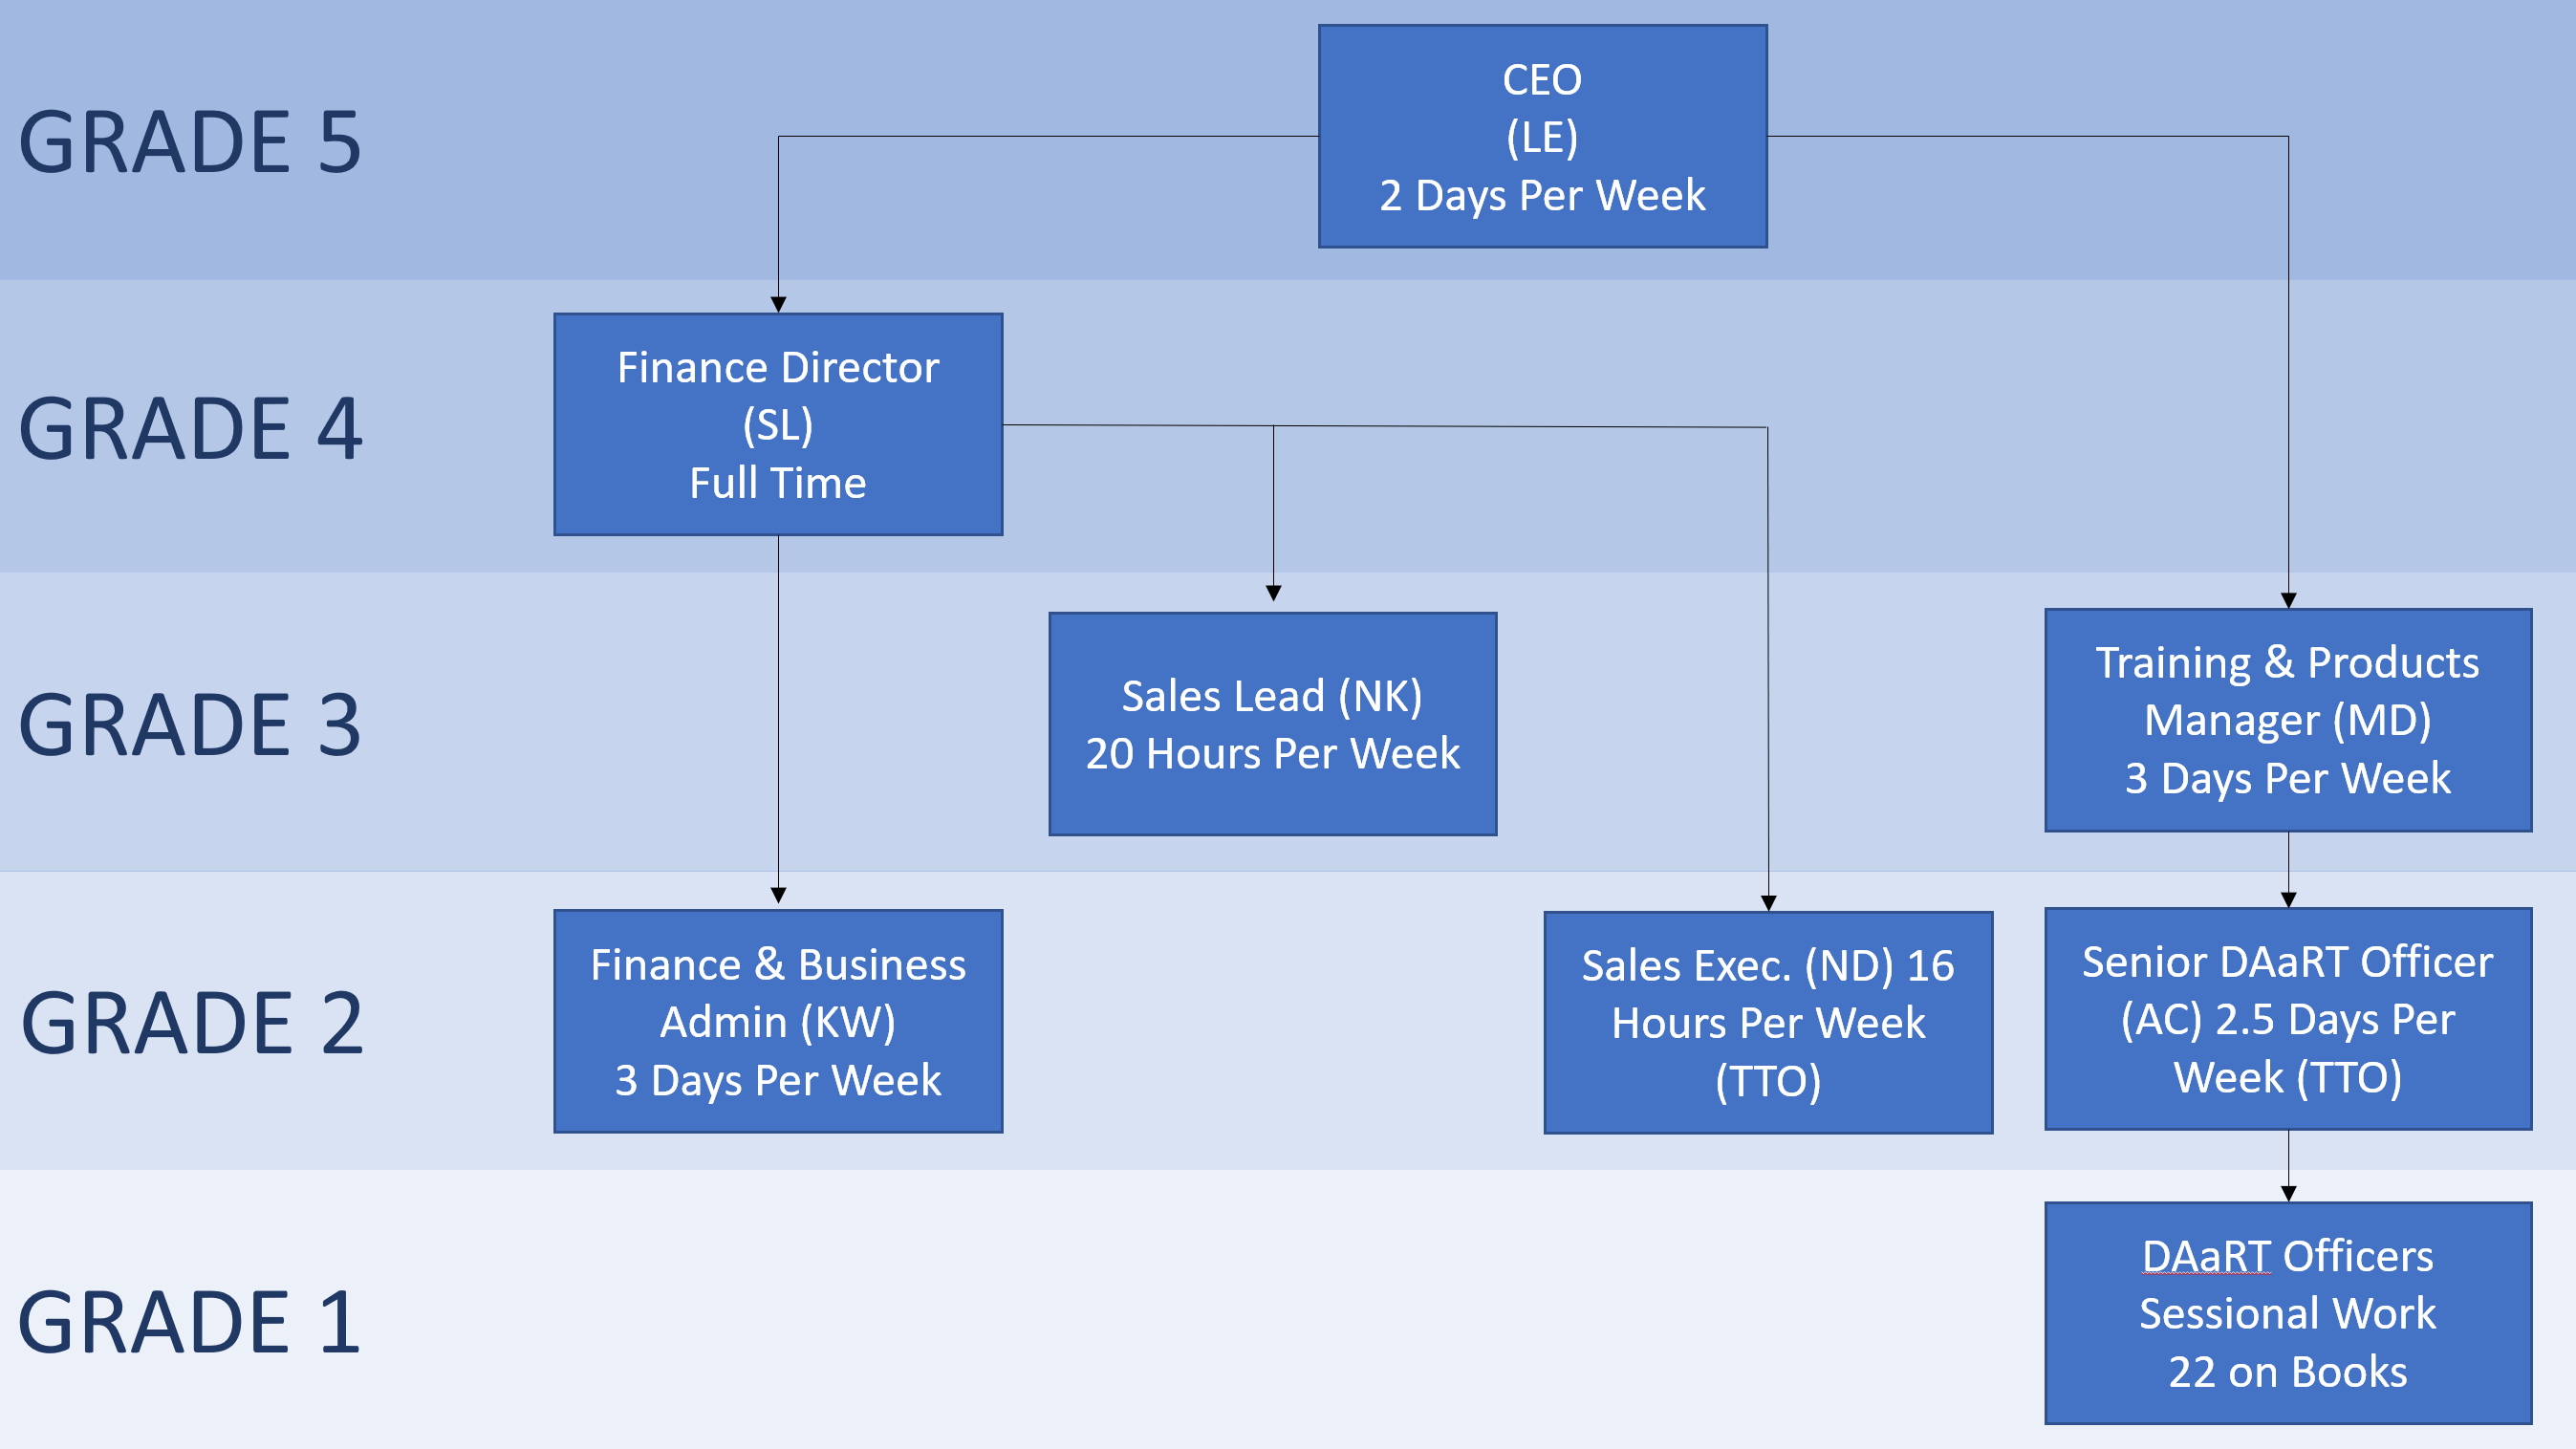 GRADE 5
CEO
(LE)
2 Days Per Week
GRADE 4
Finance Director
(SL)
Full Time
GRADE 3
Sales Lead (NK)
20 Hours Per Week
Training & Products
Manager (MD)
3 Days Per Week
GRADE 2
Finance & Business
Admin (KW)
3 Days Per Week
Sales Exec. (ND) 16
Hours Per Week
(TTO)
Senior DAaRT Officer
(AC) 2.5 Days Per
Week (TTO)
GRADE 1
DAaRT Officers
Sessional Work
22 on Books